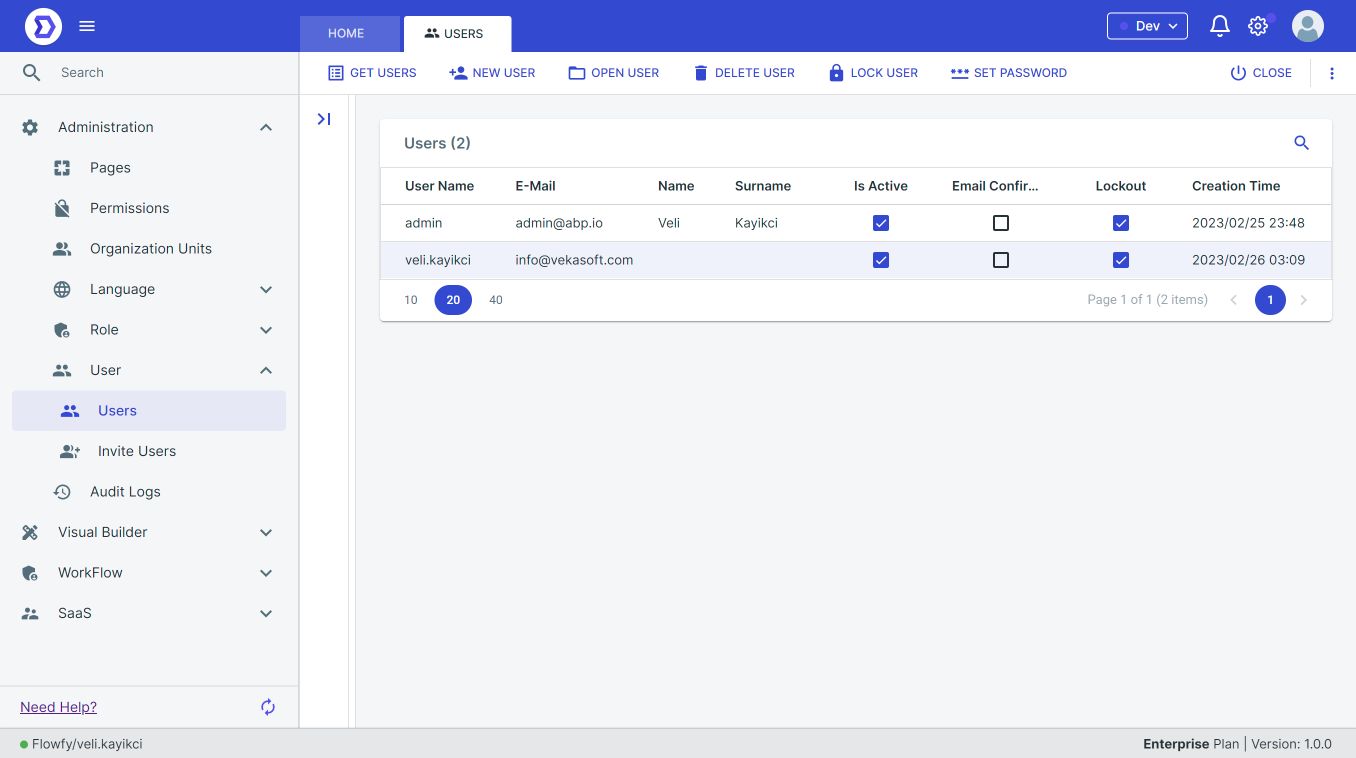 HOME
USERS
Dev
Search
GET USERS
NEW USER
OPEN USER
DELETE USER
LOCK USER
SET PASSWORD
CLOSE
Administration
Pages
Permissions
Organization Units
Language
Role
User
Users
Invite Users
Audit Logs
Visual Builder
WorkFlow
SaaS
Need Help?
Users (2)
User Name E-Mail Name Surname Is Active Email Confir... Lockout Creation Time
admin admin@abp.io Veli Kayikci 2023/02/25 23:48
veli.kayikci info@vekasoft.com 2023/02/26 03:09
10 20 40 Page 1 of 1 (2 items) 1
Flowfy/veli.kayikci
Enterprise Plan | Version: 1.0.0